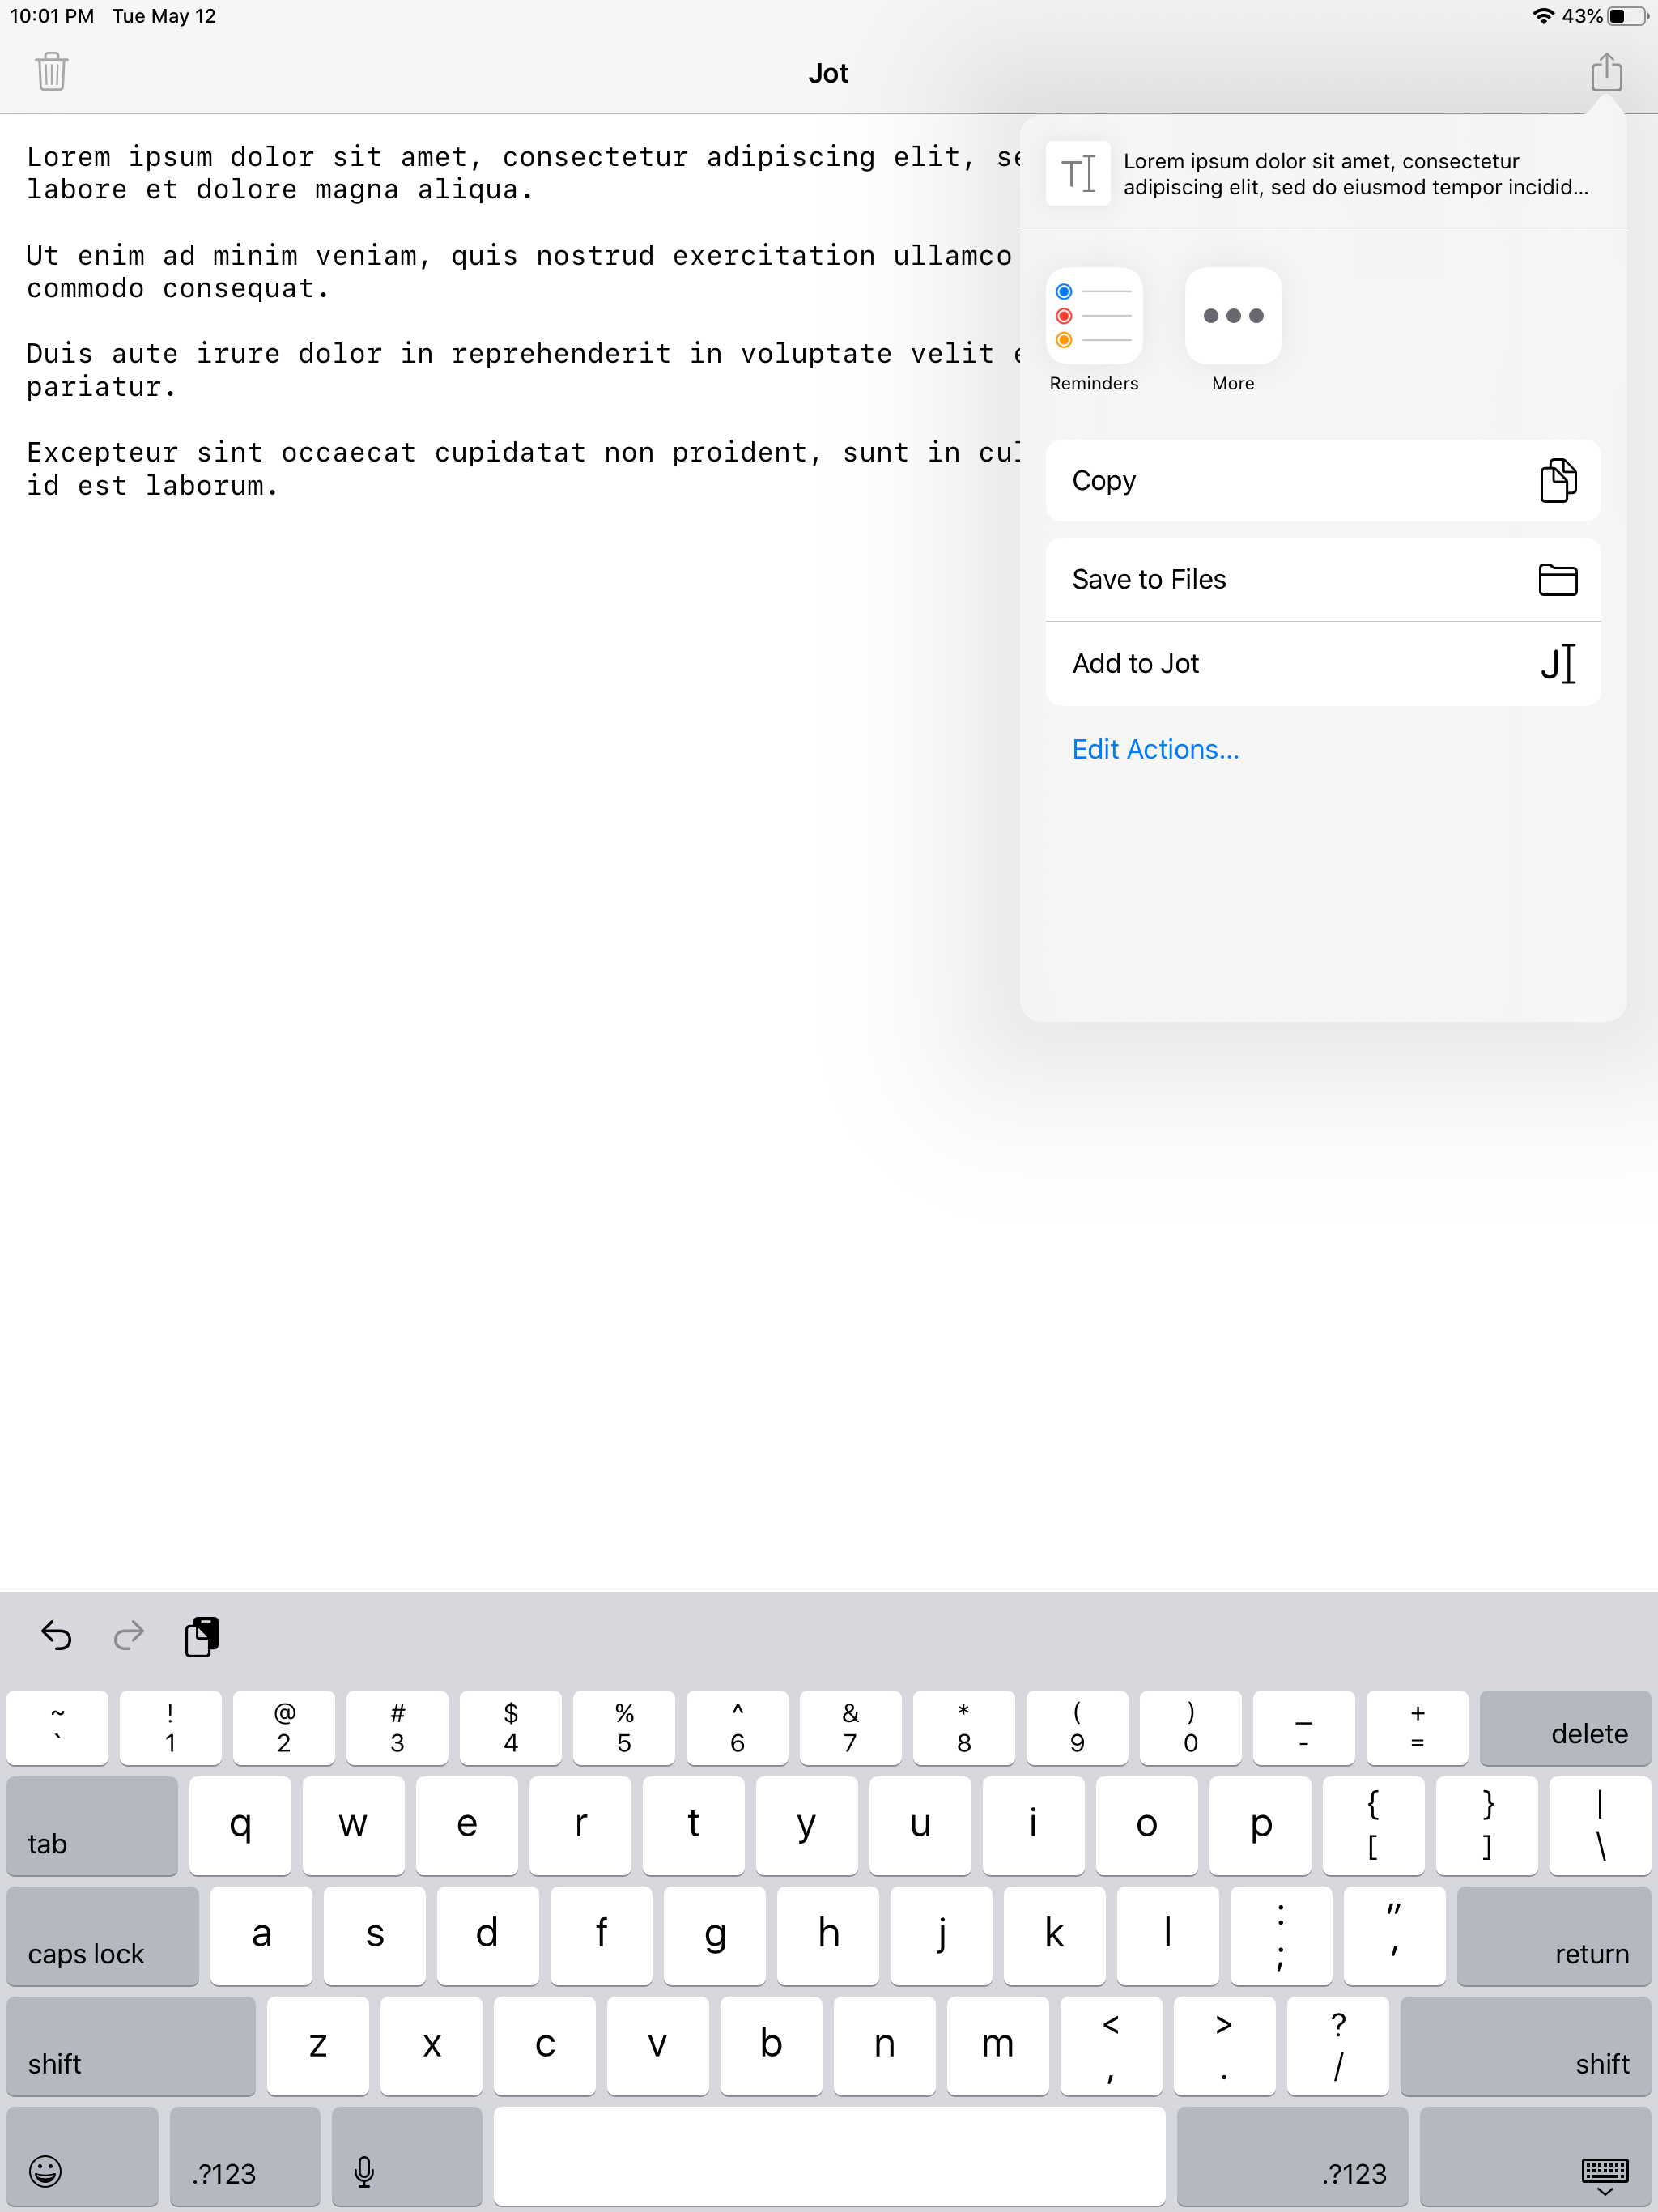 10:01 PM Tue May 12
43%
Jot
Lorem ipsum dolor sit amet, consectetur adipiscing elit,
labore et dolore magna aliqua.
Ut enim ad minim veniam, quis nostrud exercitation ullamco
commodo consequat.
Duis aute irure dolor in reprehenderit in voluptate velit
pariatur.
Excepteur sint occaecat cupidatat non proident, sunt in
id est laborum.
TI
Lorem ipsum dolor sit amet, consectetur
adipiscing elit, sed do eiusmod tempor incidid...
Reminders
More
Copy
Save to Files
Add to Jot
JI
Edit Actions...
~ ! @ # $ % ^ & * ( ) _ +
` 1 2 3 4 5 6 7 8 9 0 - = delete
tab q w e r t y u i o p { [ } ] | \
caps lock a s d f g h j k l : ; " ' return
shift z x c v b n m < , > . ? / shift
.?123 .?123